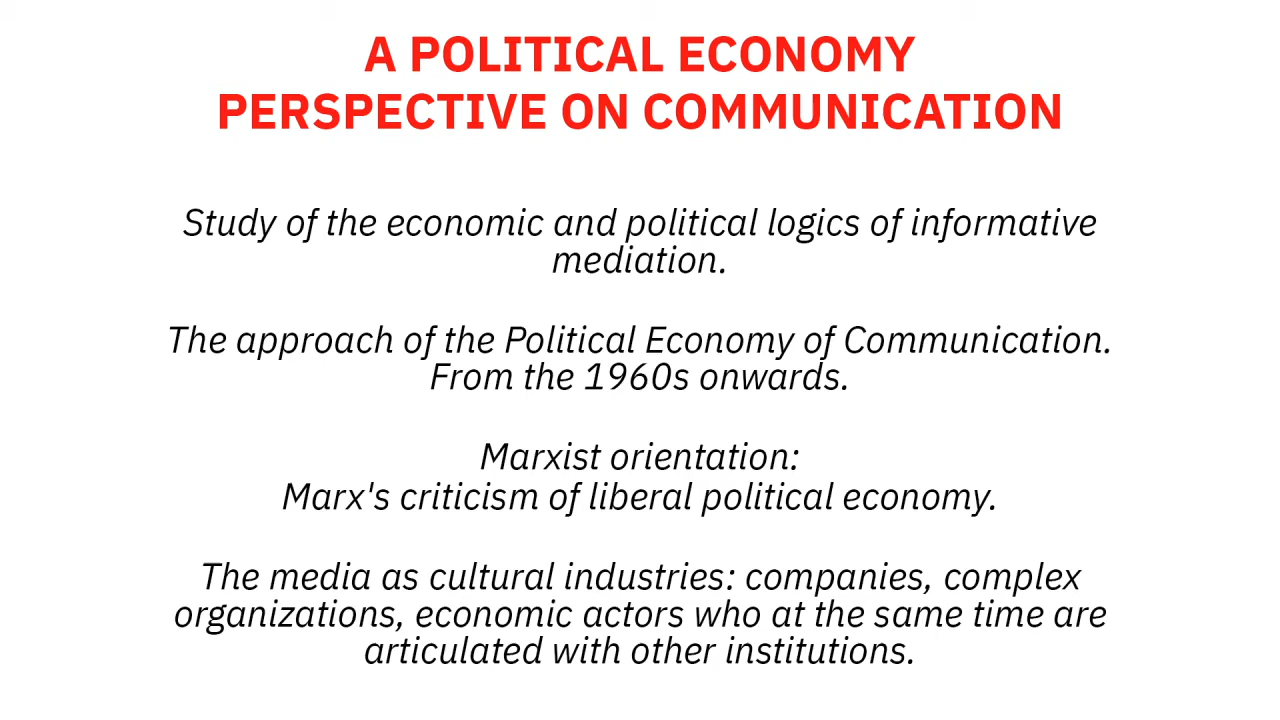 A POLITICAL ECONOMY
PERSPECTIVE ON COMMUNICATION
Study of the economic and political logics of informative
mediation.
The approach of the Political Economy of Communication.
From the 1960s onwards.
Marxist orientation:
Marx's criticism of liberal political economy.
The media as cultural industries: companies, complex
organizations, economic actors who at the same time are
articulated with other institutions.